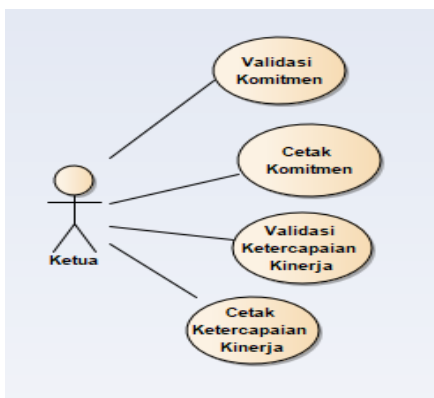 Validasi
Komitmen
Cetak
Komitmen
Validasi
Ketercapaian
Kinerja
Ketua
Cetak
Ketercapaian
Kinerja